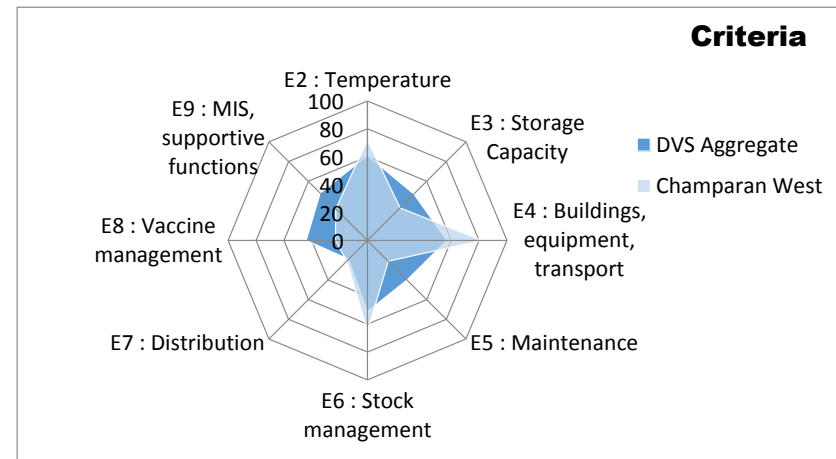 Criteria
E2 : Temperature
100
80
60
40
20
0
E3 : Storage
Capacity
E4 : Buildings,
equipment,
transport
E5 : Maintenance
E6 : Stock
management
E7 : Distribution
E8 : Vaccine
management
E9 : MIS,
supportive
functions
DVS Aggregate
Champaran West